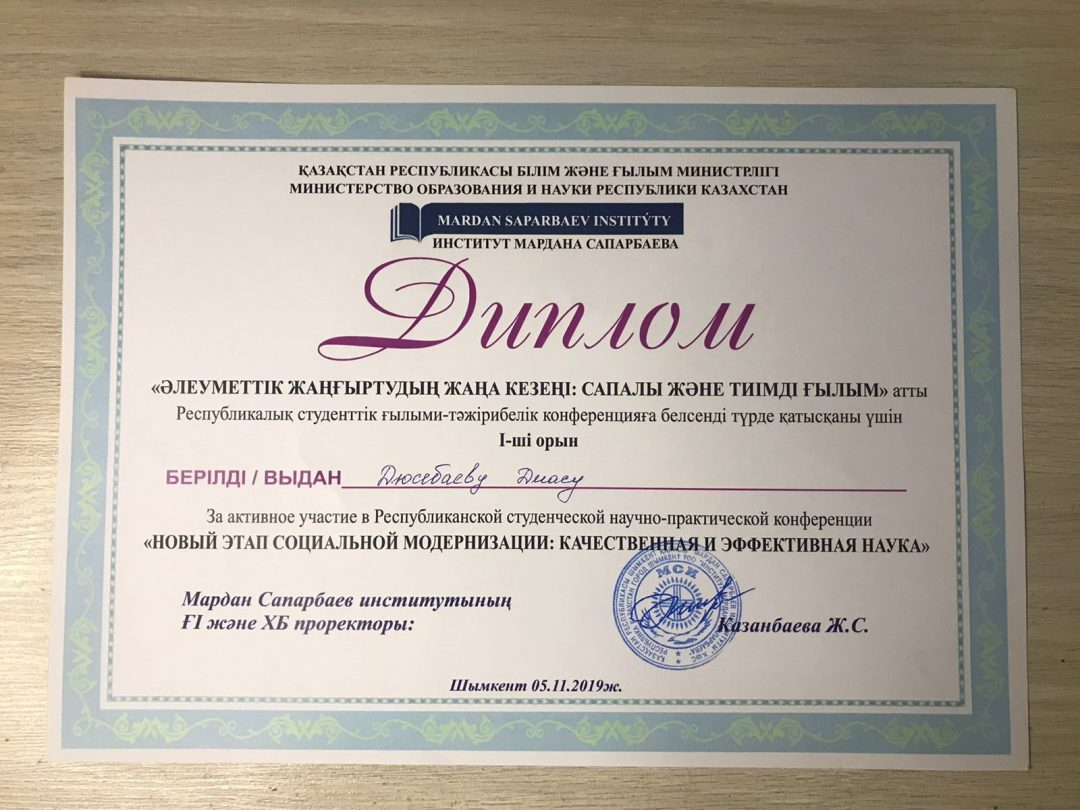 ҚАЗАҚСТАН РЕСПУБЛИКАСЫ БІЛІМ ЖӘНЕ ҒЫЛЫМ МИНИСТРЛІГІ
МИНИСТЕРСТВО ОБРАЗОВАНИЯ И НАУКИ РЕСПУБЛИКИ КАЗАХСТАН
MARDAN SAPARBAEV INSTITÝTY
ИНСТИТУТ МАРДАНА САПАРБАЕВА
Диплом
«ӘЛЕУМЕТТІК ЖАҢҒЫРТУДЫҢ ЖАҢА КЕЗЕҢІ: САПАЛЫ ЖӘНЕ ТИІМДІ ҒЫЛЫМ» атты
Республикалық студенттік ғылыми-тәжірибелік конференцияға белсенді түрде қатысқаны үшін
I-ші орын
БЕРІЛДІ / ВЫДАН Дюсебаеву Диасу
За активное участие в Республиканской студенческой научно-практической конференции
«НОВЫЙ ЭТАП СОЦИАЛЬНОЙ МОДЕРНИЗАЦИИ: КАЧЕСТВЕННАЯ И ЭФФЕКТИВНАЯ НАУКА»
МСИ
Мардан Сапарбаев институтының
ҒІ және ХБ проректоры:
Казанбаева Ж.С.
Шымкент 05.11.2019ж.